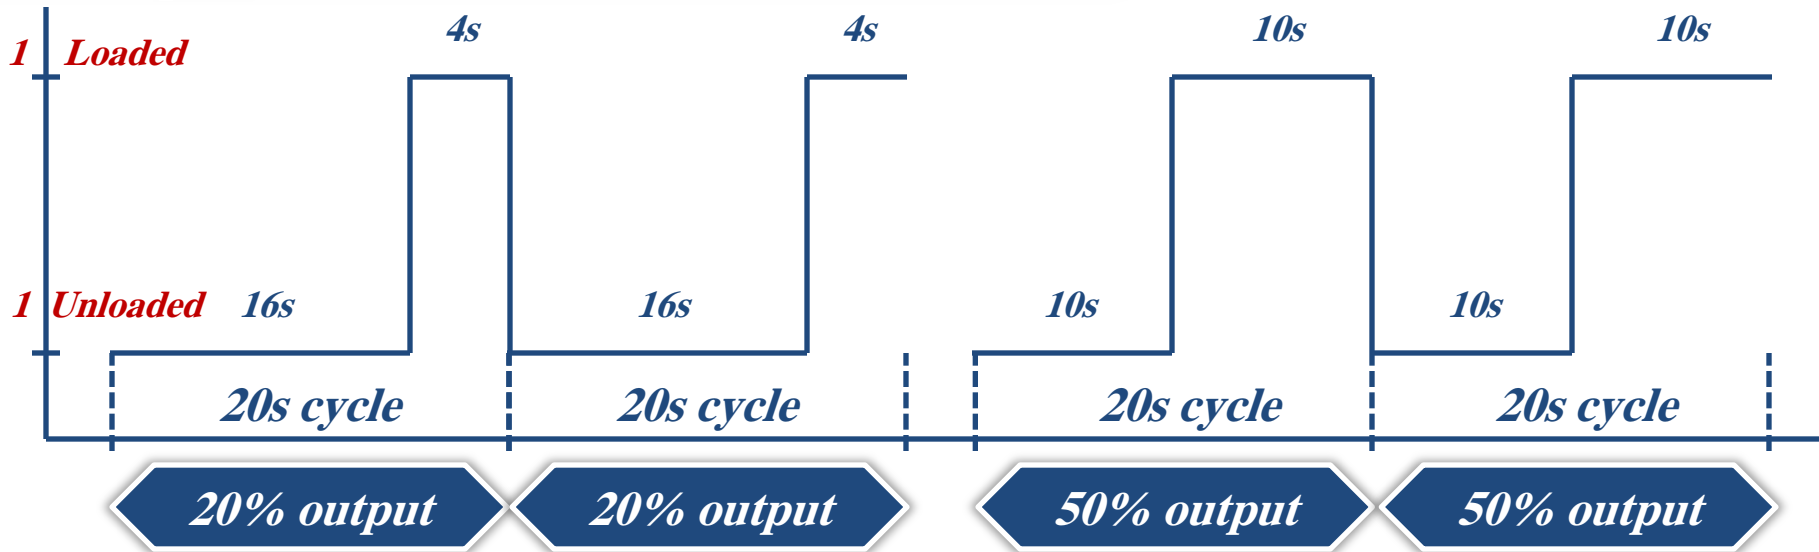 4s
4s
10s
10s
1 Loaded
1 Unloaded
16s
16s
10s
10s
20s cycle
20s cycle
20s cycle
20s cycle
20% output
20% output
50% output
50% output